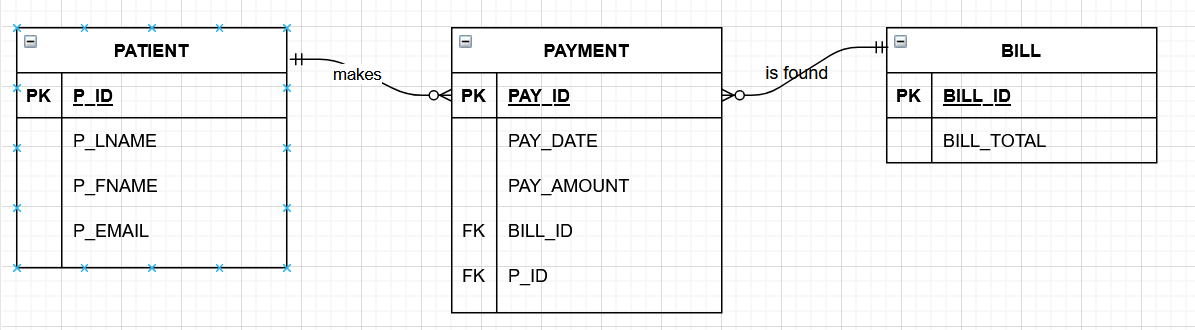 PATIENT
PK P_ID
P_LNAME
P_FNAME
P_EMAIL
makes
PAYMENT
PK PAY_ID
PAY_DATE
PAY_AMOUNT
FK BILL_ID
FK P_ID
is found
BILL
PK BILL_ID
BILL_TOTAL